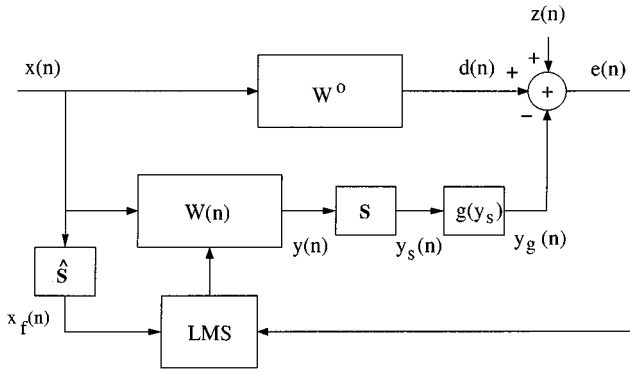 z(n)
x(n)
W°
d(n)
+
+
+
−
e(n)
W(n)
y(n)
S
y_s(n)
g(y_s)
y_g(n)
Ŝ
x_f(n)
LMS